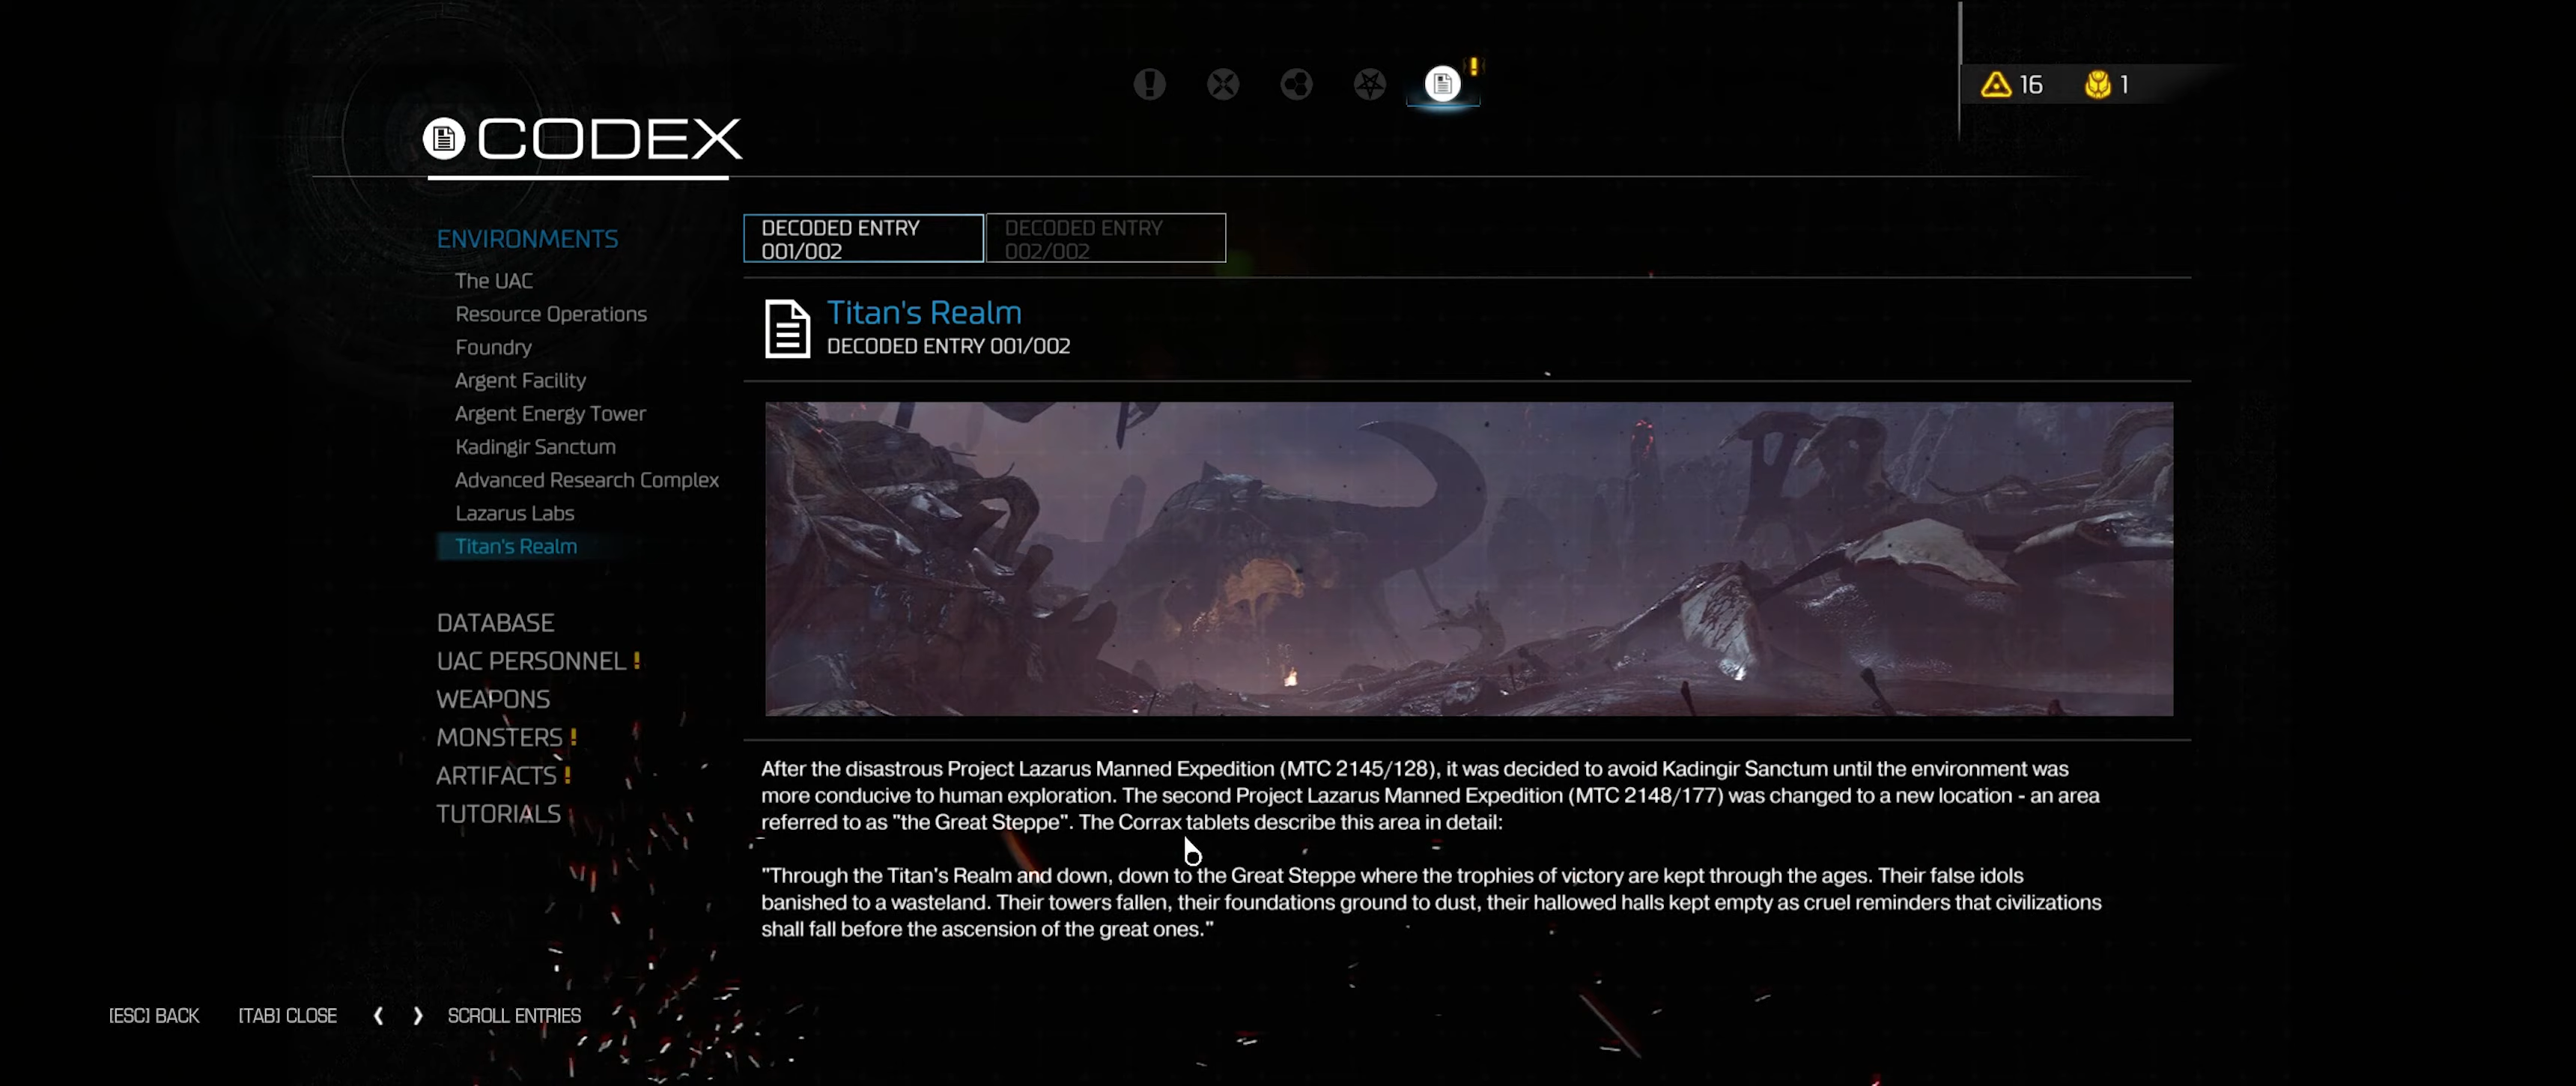 16 1
CODEX
ENVIRONMENTS
The UAC
Resource Operations
Foundry
Argent Facility
Argent Energy Tower
Kadingir Sanctum
Advanced Research Complex
Lazarus Labs
Titan's Realm
DATABASE
UAC PERSONNEL !
WEAPONS
MONSTERS !
ARTIFACTS !
TUTORIALS
DECODED ENTRY
001/002
DECODED ENTRY
002/002
Titan's Realm
DECODED ENTRY 001/002
After the disastrous Project Lazarus Manned Expedition (MTC 2145/128), it was decided to avoid Kadingir Sanctum until the environment was
more conducive to human exploration. The second Project Lazarus Manned Expedition (MTC 2148/177) was changed to a new location - an area
referred to as "the Great Steppe". The Corrax tablets describe this area in detail:
"Through the Titan's Realm and down, down to the Great Steppe where the trophies of victory are kept through the ages. Their false idols
banished to a wasteland. Their towers fallen, their foundations ground to dust, their hallowed halls kept empty as cruel reminders that civilizations
shall fall before the ascension of the great ones."
[ESC] BACK [TAB] CLOSE ❮ ❯ SCROLL ENTRIES